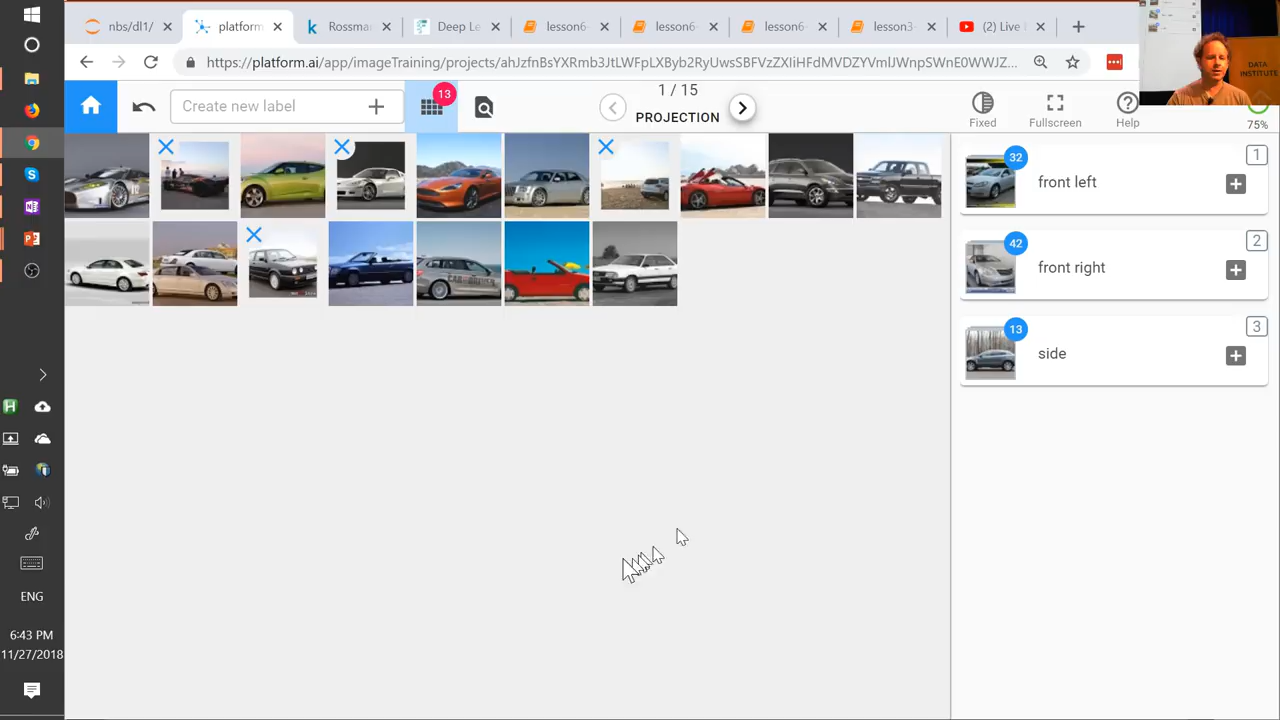 nbs/dl1/
platform
Rossma
Deep Le
lesson6-
lesson6-
lesson6-
lesson3-
(2) Live
https://platform.ai/app/imageTraining/projects/
Create new label
13
1 / 15
PROJECTION
Fixed
Fullscreen
Help
75%
DATA
INSTITUTE
32
front left
1
42
front right
2
13
side
3
ENG
6:43 PM
11/27/2018